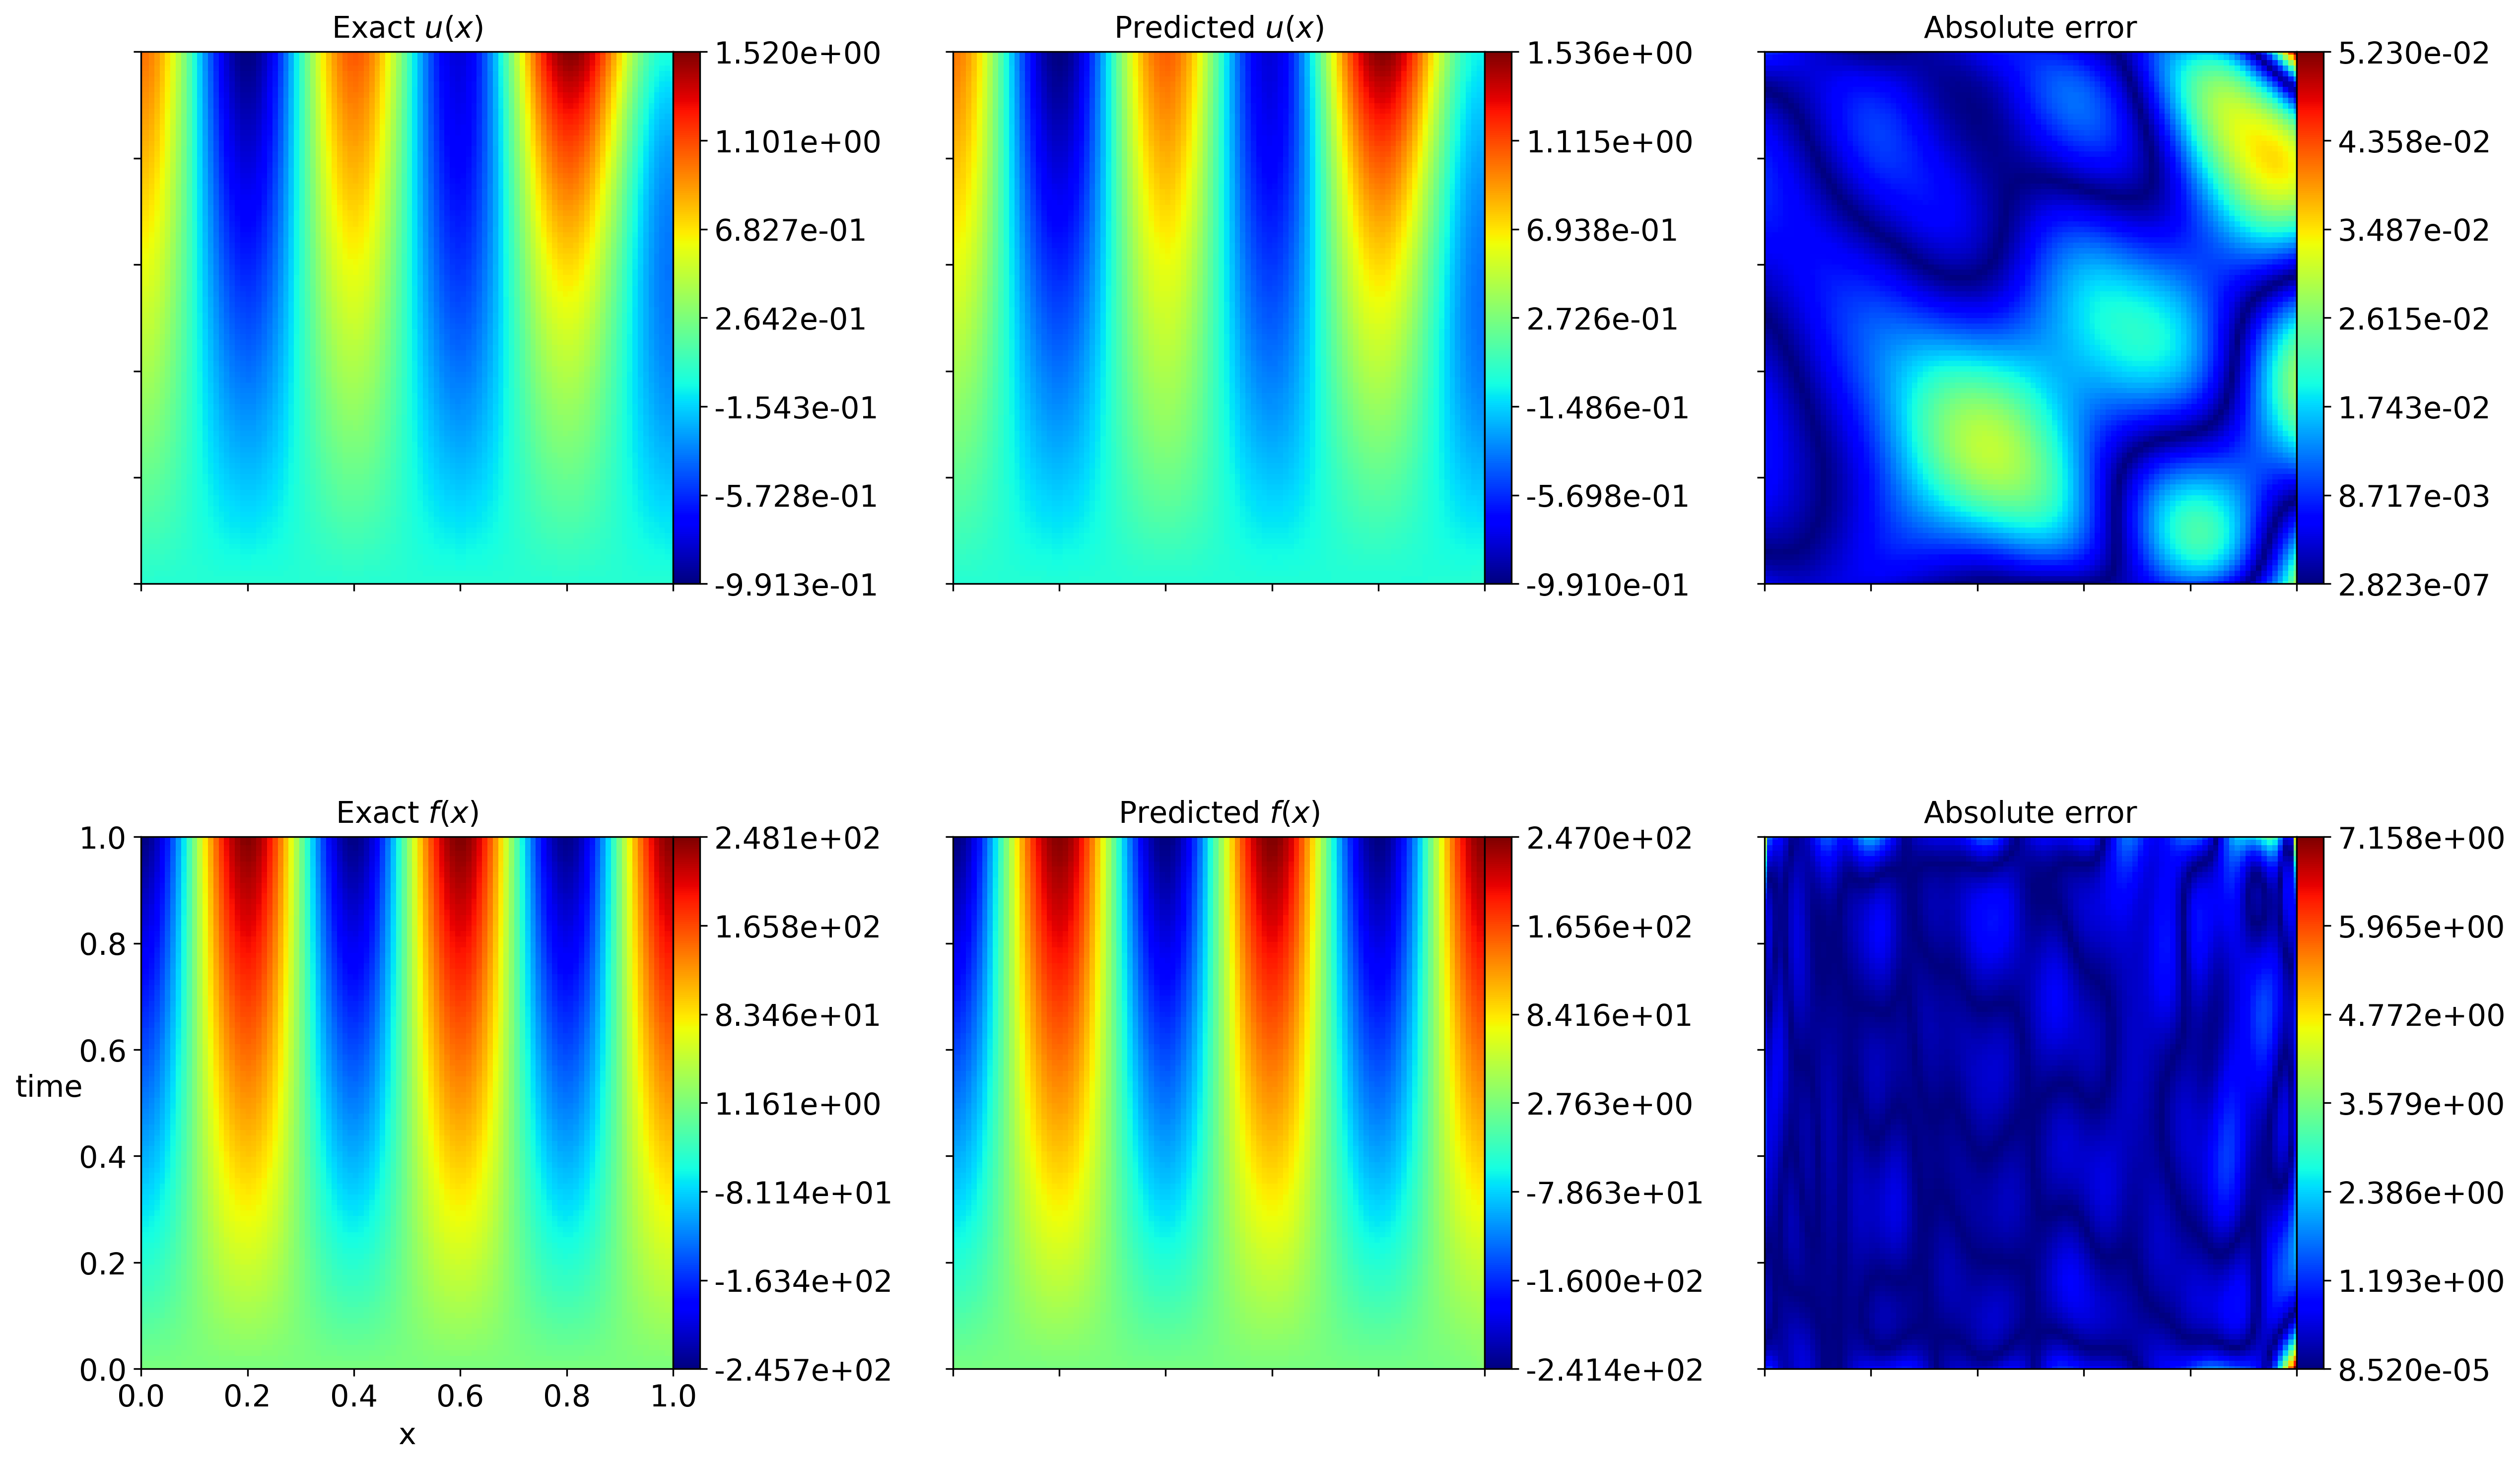 Exact u(x)
1.520e+00
1.101e+00
6.827e-01
2.642e-01
-1.543e-01
-5.728e-01
-9.913e-01
Predicted u(x)
1.536e+00
1.115e+00
6.938e-01
2.726e-01
-1.486e-01
-5.698e-01
-9.910e-01
Absolute error
5.230e-02
4.358e-02
3.487e-02
2.615e-02
1.743e-02
8.717e-03
2.823e-07
Exact f(x)
time
1.0
0.8
0.6
0.4
0.2
0.0
0.0 0.2 0.4 0.6 0.8 1.0
x
2.481e+02
1.658e+02
8.346e+01
1.161e+00
-8.114e+01
-1.634e+02
-2.457e+02
Predicted f(x)
2.470e+02
1.656e+02
8.416e+01
2.763e+00
-7.863e+01
-1.600e+02
-2.414e+02
Absolute error
7.158e+00
5.965e+00
4.772e+00
3.579e+00
2.386e+00
1.193e+00
8.520e-05